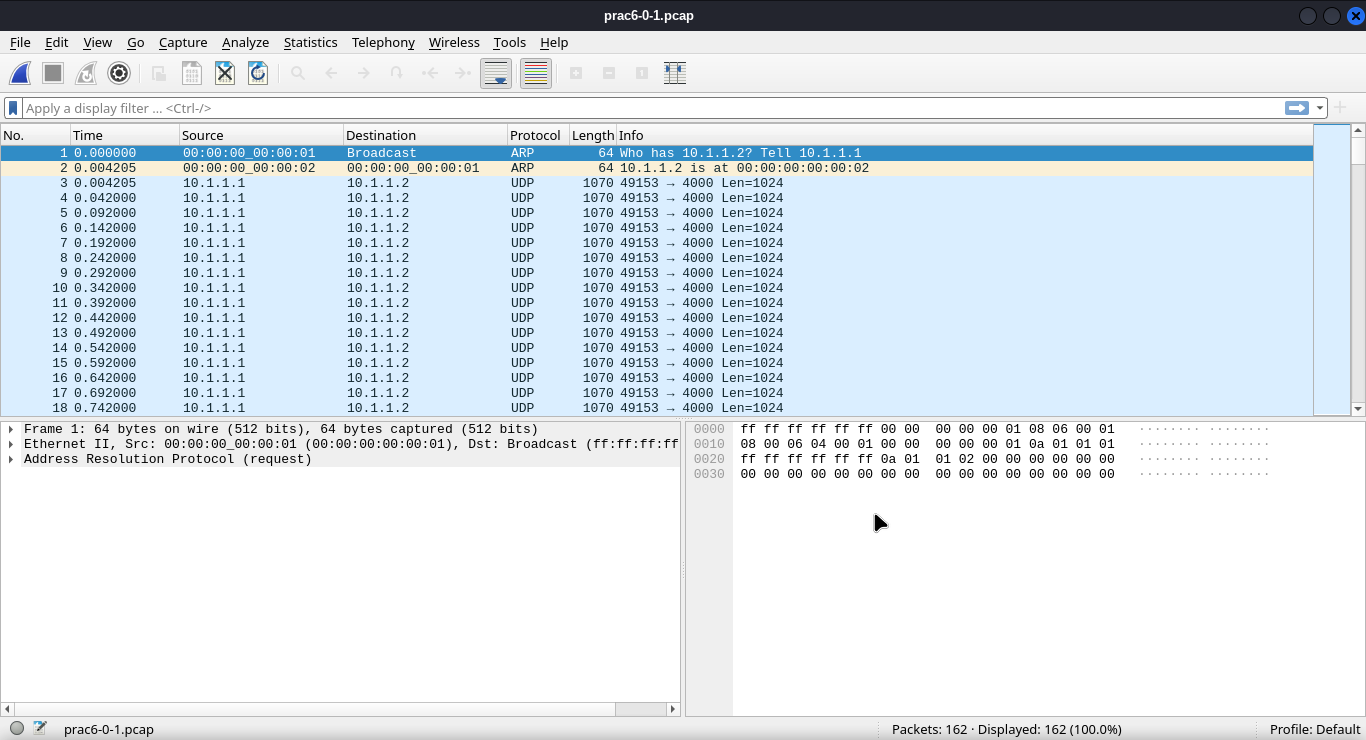 prac6-0-1.pcap
File Edit View Go Capture Analyze Statistics Telephony Wireless Tools Help
Apply a display filter ... <Ctrl-/>
No. Time Source Destination Protocol Length Info
1 0.000000 00:00:00_00:00:01 Broadcast ARP 64 Who has 10.1.1.2? Tell 10.1.1.1
2 0.004205 00:00:00_00:00:02 00:00:00_00:00:01 ARP 64 10.1.1.2 is at 00:00:00:00:00:02
3 0.004205 10.1.1.1 10.1.1.2 UDP 1070 49153 → 4000 Len=1024
4 0.042000 10.1.1.1 10.1.1.2 UDP 1070 49153 → 4000 Len=1024
5 0.092000 10.1.1.1 10.1.1.2 UDP 1070 49153 → 4000 Len=1024
6 0.142000 10.1.1.1 10.1.1.2 UDP 1070 49153 → 4000 Len=1024
7 0.192000 10.1.1.1 10.1.1.2 UDP 1070 49153 → 4000 Len=1024
8 0.242000 10.1.1.1 10.1.1.2 UDP 1070 49153 → 4000 Len=1024
9 0.292000 10.1.1.1 10.1.1.2 UDP 1070 49153 → 4000 Len=1024
10 0.342000 10.1.1.1 10.1.1.2 UDP 1070 49153 → 4000 Len=1024
11 0.392000 10.1.1.1 10.1.1.2 UDP 1070 49153 → 4000 Len=1024
12 0.442000 10.1.1.1 10.1.1.2 UDP 1070 49153 → 4000 Len=1024
13 0.492000 10.1.1.1 10.1.1.2 UDP 1070 49153 → 4000 Len=1024
14 0.542000 10.1.1.1 10.1.1.2 UDP 1070 49153 → 4000 Len=1024
15 0.592000 10.1.1.1 10.1.1.2 UDP 1070 49153 → 4000 Len=1024
16 0.642000 10.1.1.1 10.1.1.2 UDP 1070 49153 → 4000 Len=1024
17 0.692000 10.1.1.1 10.1.1.2 UDP 1070 49153 → 4000 Len=1024
18 0.742000 10.1.1.1 10.1.1.2 UDP 1070 49153 → 4000 Len=1024
Frame 1: 64 bytes on wire (512 bits), 64 bytes captured (512 bits)
Ethernet II, Src: 00:00:00_00:00:01 (00:00:00:00:00:01), Dst: Broadcast (ff:ff:ff:ff
Address Resolution Protocol (request)
0000 ff ff ff ff ff ff 00 00 00 00 00 01 08 06 00 01 ········ ········
0010 08 00 06 04 00 01 00 00 00 00 00 01 0a 01 01 01 ········ ········
0020 ff ff ff ff ff ff 0a 01 01 02 00 00 00 00 00 00 ········ ········
0030 00 00 00 00 00 00 00 00 00 00 00 00 00 00 00 00 ········ ········
prac6-0-1.pcap
Packets: 162 · Displayed: 162 (100.0%)
Profile: Default